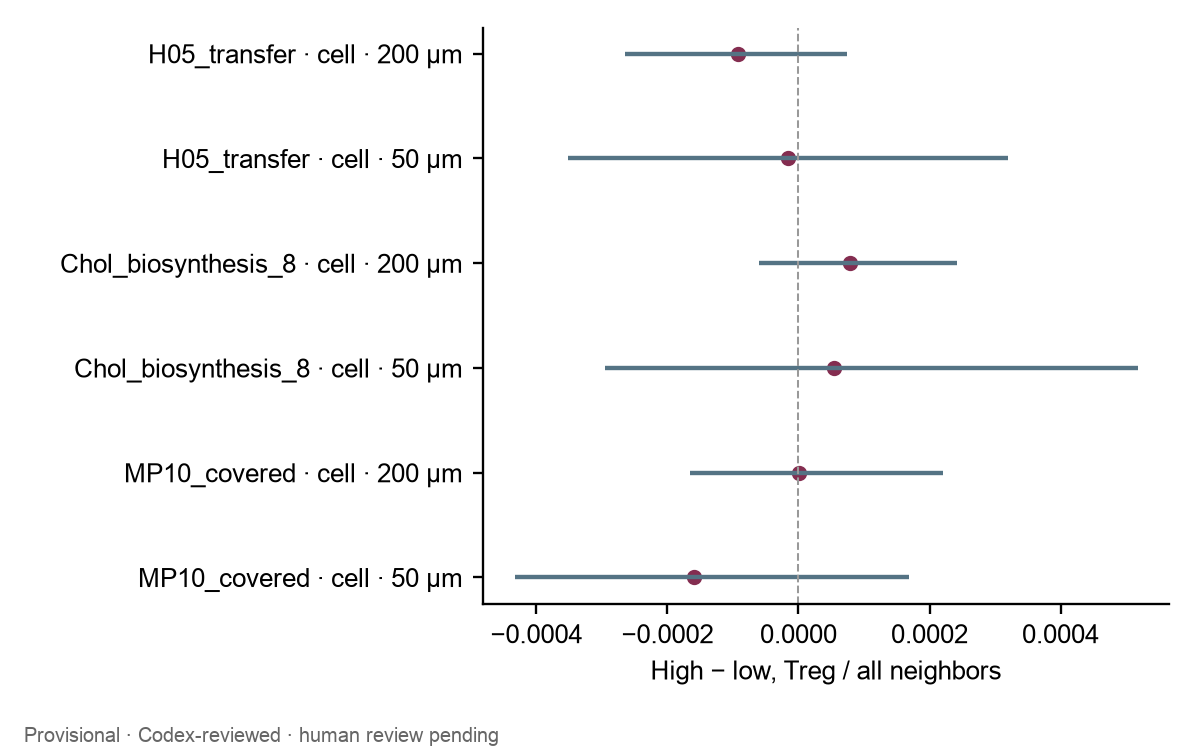 H05_transfer · cell · 200 µm
H05_transfer · cell · 50 µm
Chol_biosynthesis_8 · cell · 200 µm
Chol_biosynthesis_8 · cell · 50 µm
MP10_covered · cell · 200 µm
MP10_covered · cell · 50 µm
−0.0004 −0.0002 0.0000 0.0002 0.0004
High − low, Treg / all neighbors
Provisional · Codex-reviewed · human review pending